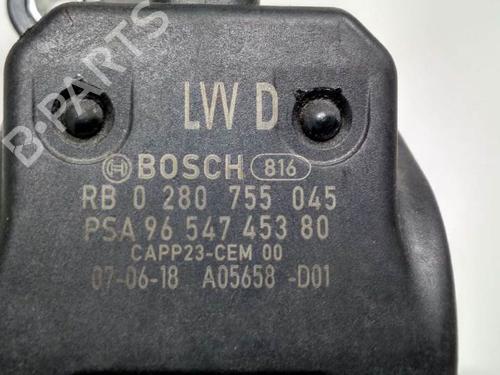 LW D
BOSCH 816
RB 0 280 755 045
PSA 96 547 453 80
CAPP23-CEM 00
07-06-18 A05658 -D01
B-PARTS